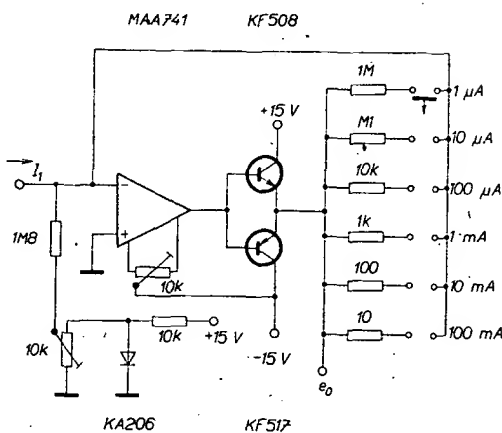 MAA741 KF508
1M 1 µA
+15 V
M1 10 µA
I1
10k 100 µA
−
1M8 1k 1 mA
+
10k 100 10 mA
10k +15 V −15 V 10 100 mA
10k
e0
KA206 KF517